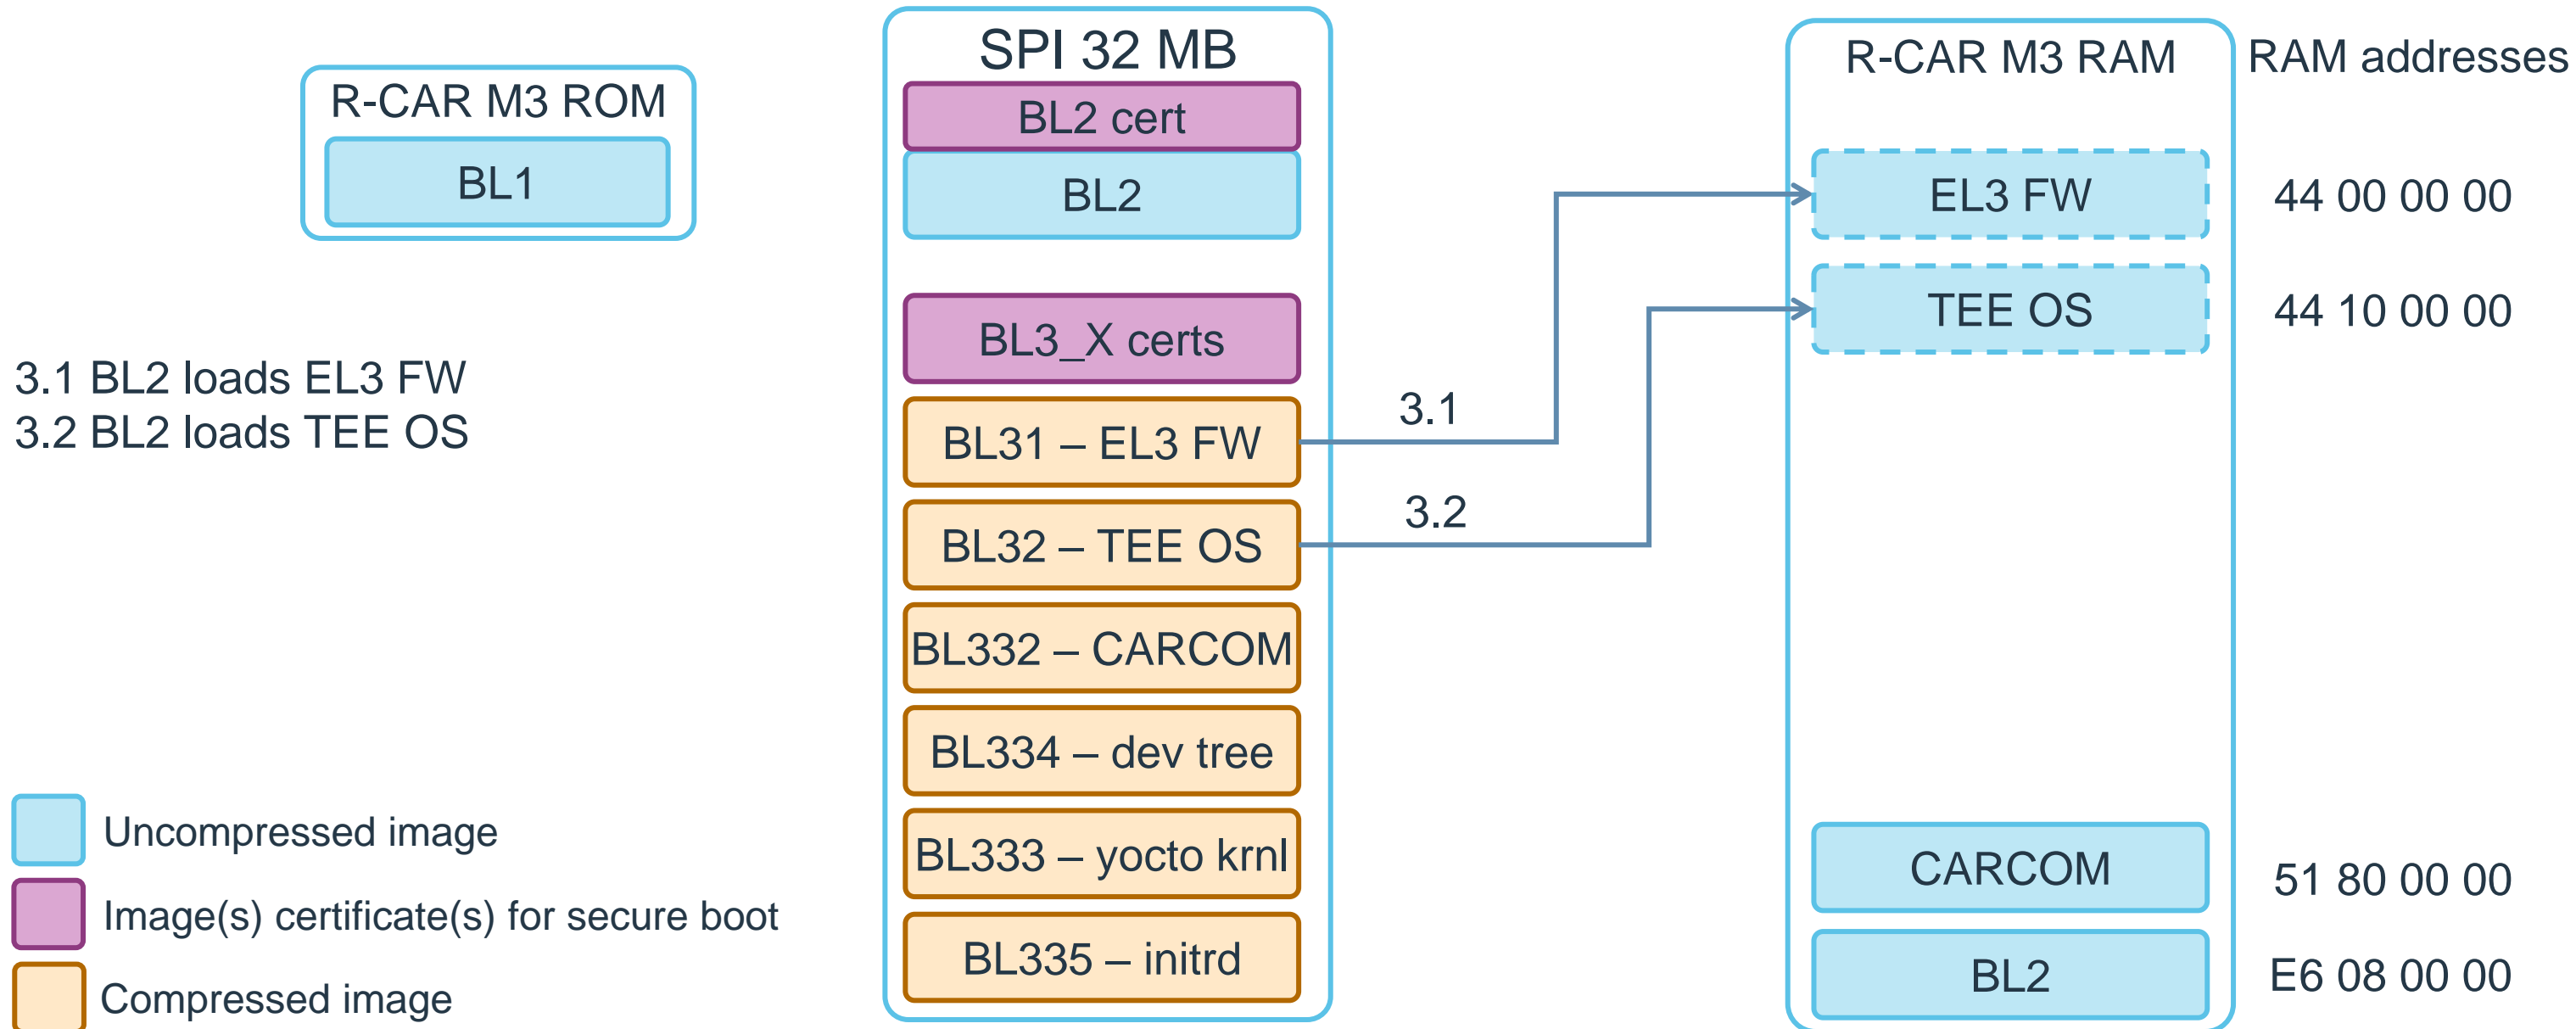 R-CAR M3 ROM
BL1
3.1 BL2 loads EL3 FW
3.2 BL2 loads TEE OS
Uncompressed image
Image(s) certificate(s) for secure boot
Compressed image
SPI 32 MB
BL2 cert
BL2
BL3_X certs
BL31 – EL3 FW
BL32 – TEE OS
BL332 – CARCOM
BL334 – dev tree
BL333 – yocto krnl
BL335 – initrd
3.1
3.2
R-CAR M3 RAM
RAM addresses
EL3 FW
44 00 00 00
TEE OS
44 10 00 00
CARCOM
51 80 00 00
BL2
E6 08 00 00